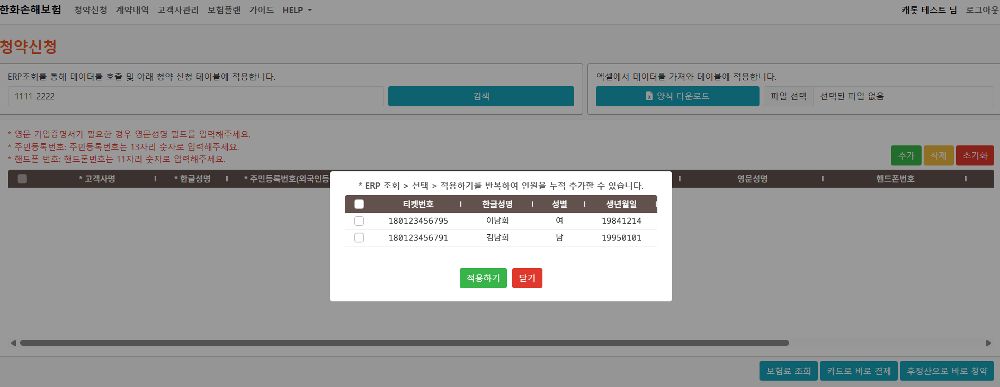 한화손해보험 청약신청 계약내역 고객사관리 보험플랜 가이드 HELP 캐롯 테스트 님 로그아웃
청약신청
ERP조회를 통해 데이터를 호출 및 아래 청약 신청 테이블에 적용합니다.
1111-2222 검색
엑셀에서 데이터를 가져와 테이블에 적용합니다.
양식 다운로드 파일 선택 선택된 파일 없음
* 영문 가입증명서가 필요한 경우 영문성명 필드를 입력해주세요.
* 주민등록번호: 주민등록번호는 13자리 숫자로 입력해주세요.
* 핸드폰 번호: 핸드폰번호는 11자리 숫자로 입력해주세요.
추가 삭제 초기화
* 고객사명 * 한글성명 * 주민등록번호(외국인등 영문성명 핸드폰번호
* ERP 조회 > 선택 > 적용하기를 반복하여 인원을 누적 추가할 수 있습니다.
티켓번호 한글성명 성별 생년월일
180123456795 이남희 여 19841214
180123456791 김남희 남 19950101
적용하기 닫기
보험료 조회 카드로 바로 결제 후정산으로 바로 청약